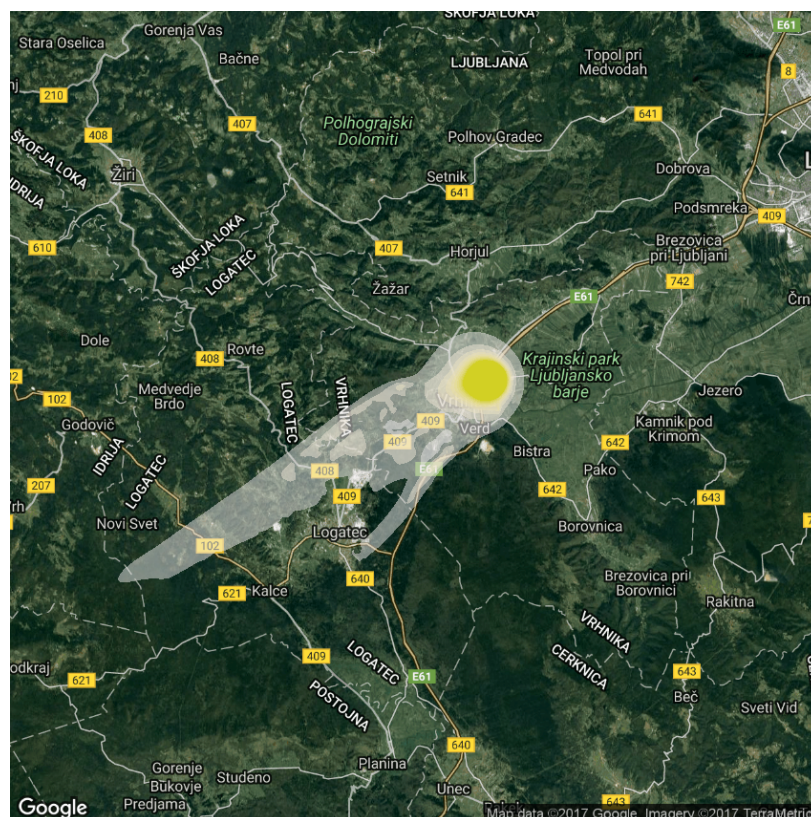 ŠKOFJA LOKA
E61
Gorenja Vas
Stara Oselica
Bačne
LJUBLJANA
Topol pri
Medvodah
8
210
407
641
408
Polhograjski
Dolomiti
Polhov Gradec
ŠKOFJA LOKA
IDRIJA
Žiri
Setnik
641
Dobrova
Podsmreka
409
610
ŠKOFJA LOKA
LOGATEC
407
Horjul
Brezovica
pri Ljubljani
742
Žažar
E61
Dole
408
Rovte
Krajinski park
Ljubljansko
barje
102
Medvedje
Brdo
LOGATEC
VRHNIKA
Jezero
Godovič
409
Verd
Kamnik pod
Krimom
IDRIJA
LOGATEC
409
Bistra
642
408
E61
Pako
207
409
642
643
Novi Svet
Borovnica
Logatec
102
640
Brezovica pri
Borovnici
621
Kalce
Rakitna
VRHNIKA
CERKNICA
409
LOGATEC
POSTOJNA
643
621
E61
Beč
Sveti Vid
640
Planina
Gorenje
Bukovje
Studeno
Predjama
Unec
643
Google
Map data ©2017 Google, Imagery ©2017 TerraMetric